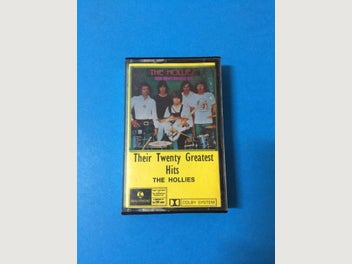 THE HOLLIES
Their Twenty Greatest
Hits
THE HOLLIES
DOLBY SYSTEM